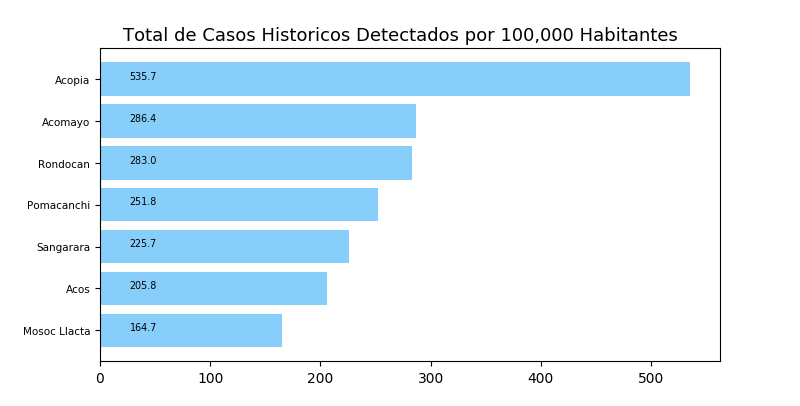 Total de Casos Historicos Detectados por 100,000 Habitantes
Acopia 535.7
Acomayo 286.4
Rondocan 283.0
Pomacanchi 251.8
Sangarara 225.7
Acos 205.8
Mosoc Llacta 164.7
0 100 200 300 400 500